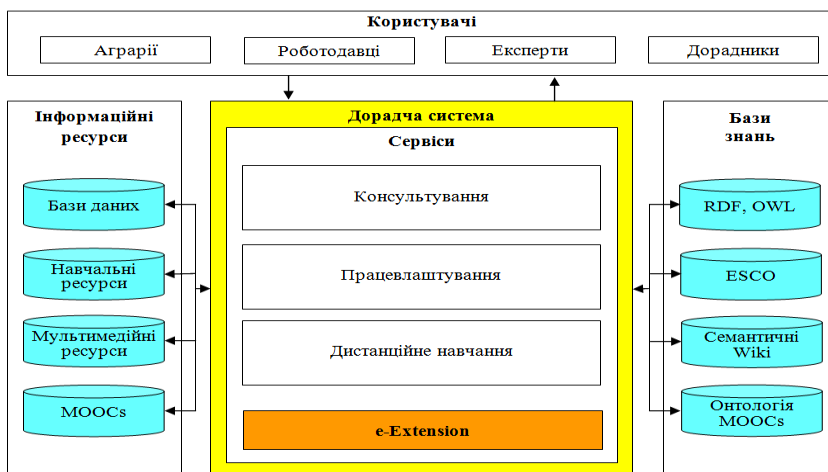 Користувачі
Аграрії
Роботодавці
Експерти
Дорадники
Інформаційні
ресурси
Бази даних
Навчальні
ресурси
Мультимедійні
ресурси
MOOCs
Дорадча система
Сервіси
Консультування
Працевлаштування
Дистанційне навчання
e-Extension
Бази
знань
RDF, OWL
ESCO
Семантичні
Wiki
Онтологія
MOOCs